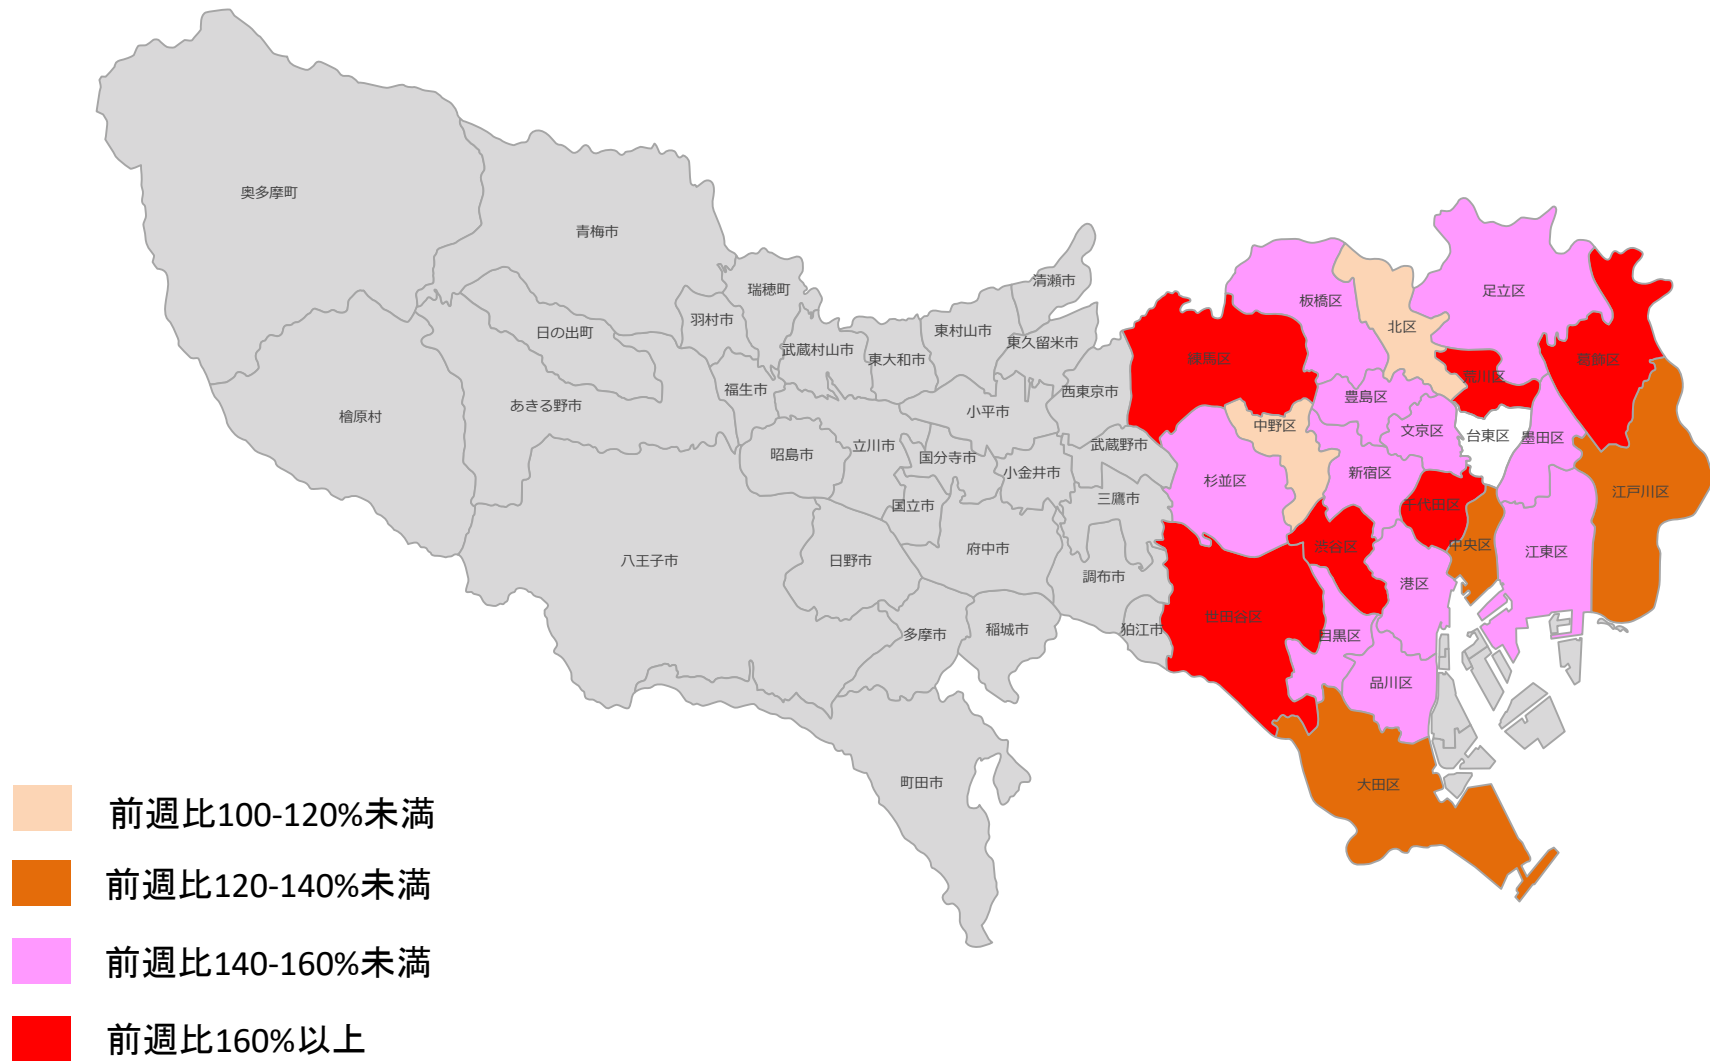 奥多摩町
青梅市
瑞穂町
清瀬市
羽村市
日の出町
東村山市
東久留米市
武蔵村山市
東大和市
福生市
西東京市
あきる野市
檜原村
小平市
立川市
武蔵野市
昭島市
国分寺市
小金井市
三鷹市
国立市
八王子市
日野市
府中市
調布市
多摩市
稲城市
狛江市
町田市
足立区
板橋区
北区
練馬区
葛飾区
荒川区
豊島区
中野区
文京区
台東区
墨田区
杉並区
新宿区
千代田区
江戸川区
渋谷区
中央区
江東区
港区
世田谷区
目黒区
品川区
大田区
前週比100-120%未満
前週比120-140%未満
前週比140-160%未満
前週比160%以上